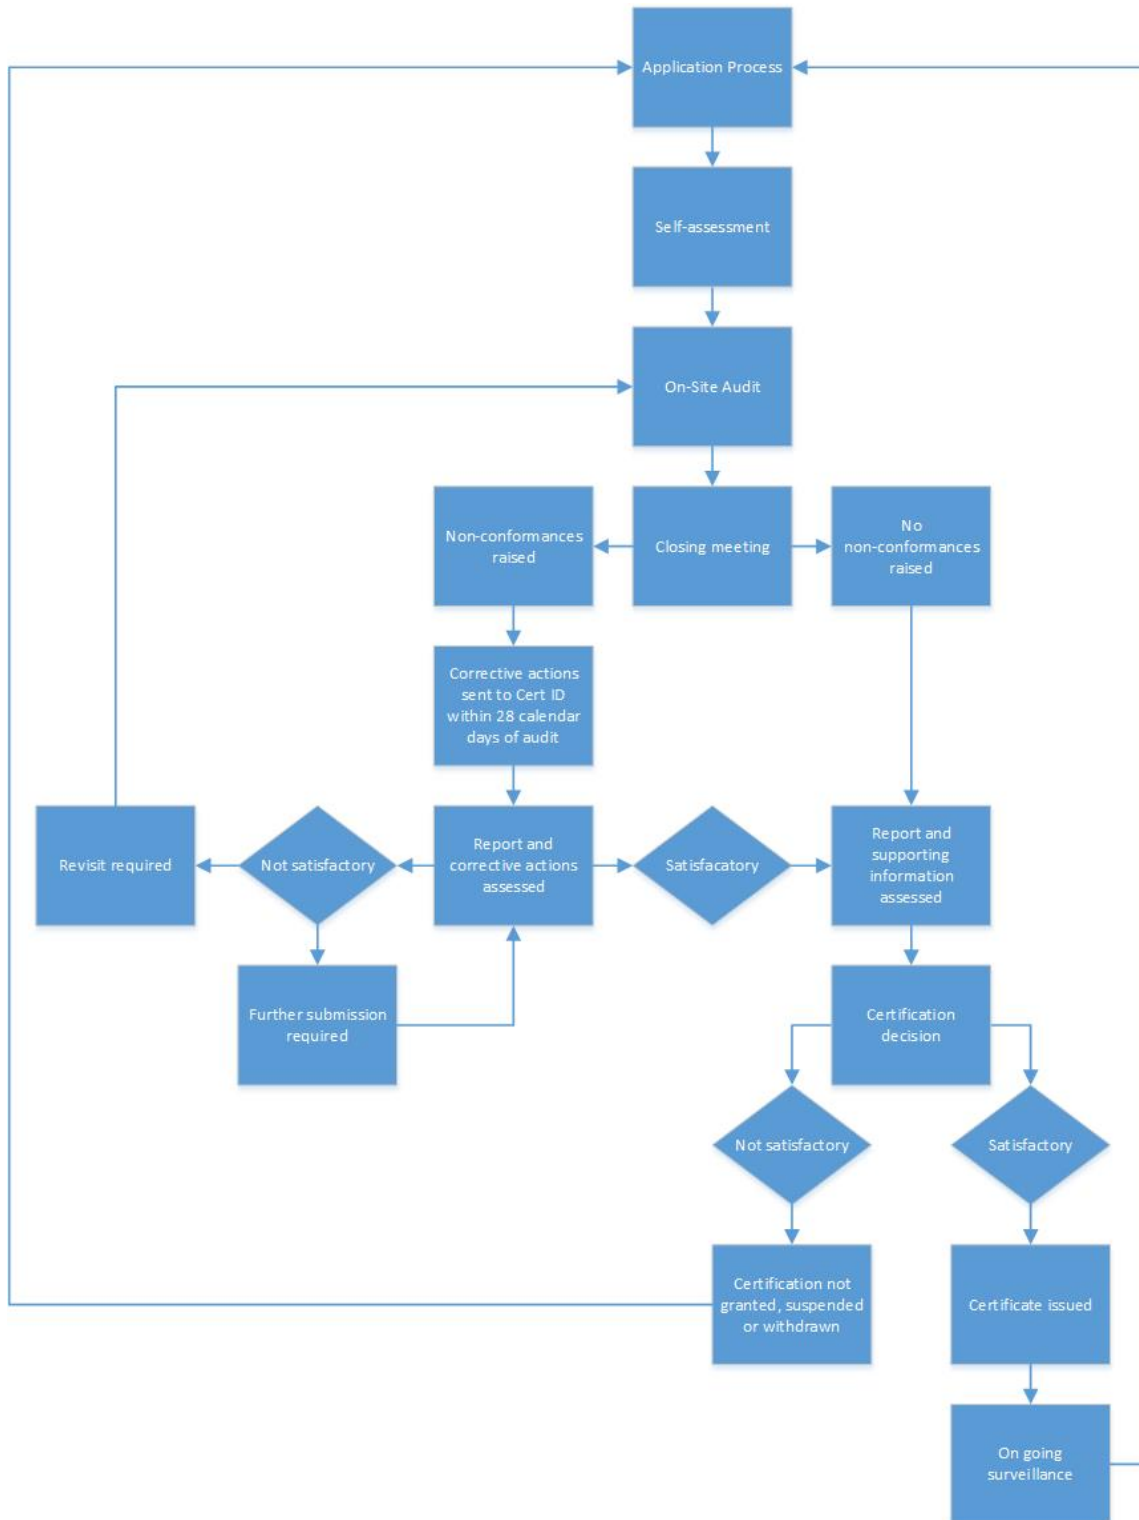 Application Process
Self-assessment
On-Site Audit
Non-conformances
raised
Closing meeting
No
non-conformances
raised
Corrective actions
sent to Cert ID
within 28 calendar
days of audit
Revisit required
Not satisfactory
Report and
corrective actions
assessed
Satisfacatory
Report and
supporting
information
assessed
Further submission
required
Certification
decision
Not satisfactory
Satisfactory
Certification not
granted, suspended
or withdrawn
Certificate issued
On going
surveillance